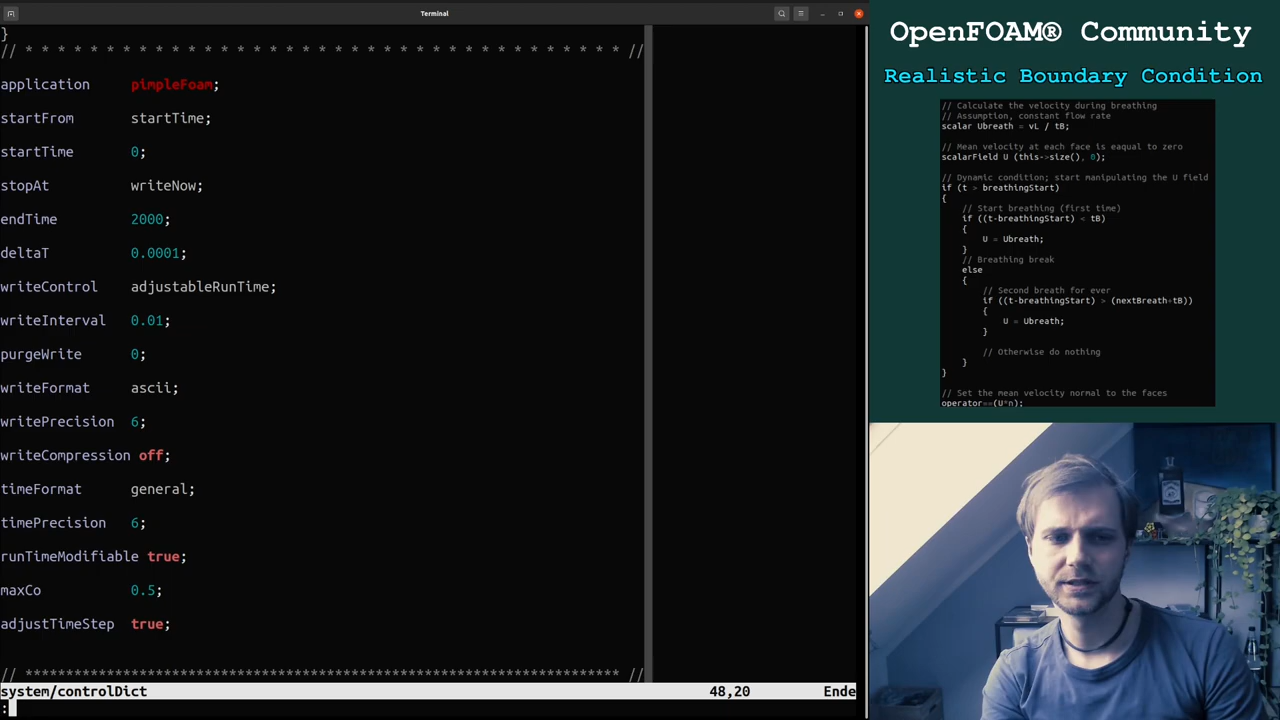 Terminal
}
// * * * * * * * * * * * * * * * * * * * * * * * * * * * * * * * * * * * * * //
application     pimpleFoam;
startFrom       startTime;
startTime       0;
stopAt          writeNow;
endTime         2000;
deltaT          0.0001;
writeControl    adjustableRunTime;
writeInterval   0.01;
purgeWrite      0;
writeFormat     ascii;
writePrecision  6;
writeCompression off;
timeFormat      general;
timePrecision   6;
runTimeModifiable true;
maxCo           0.5;
adjustTimeStep  true;
// ************************************************************************* //
system/controlDict 48,20 Ende
:
OpenFOAM® Community
Realistic Boundary Condition
// Calculate the velocity during breathing
// Assumption, constant flow rate
scalar Ubreath = vL / tB;
// Mean velocity at each face is eaqual to zero
scalarField U (this->size(), 0);
// Dynamic condition; start manipulating the U field
if (t > breathingStart)
{
// Start breathing (first time)
if ((t-breathingStart) < tB)
{
U = Ubreath;
}
// Breathing break
else
{
// Second breath for ever
if ((t-breathingStart) > (nextBreath+tB))
{
U = Ubreath;
}
// Otherwise do nothing
}
}
// Set the mean velocity normal to the faces
operator==(U*n);